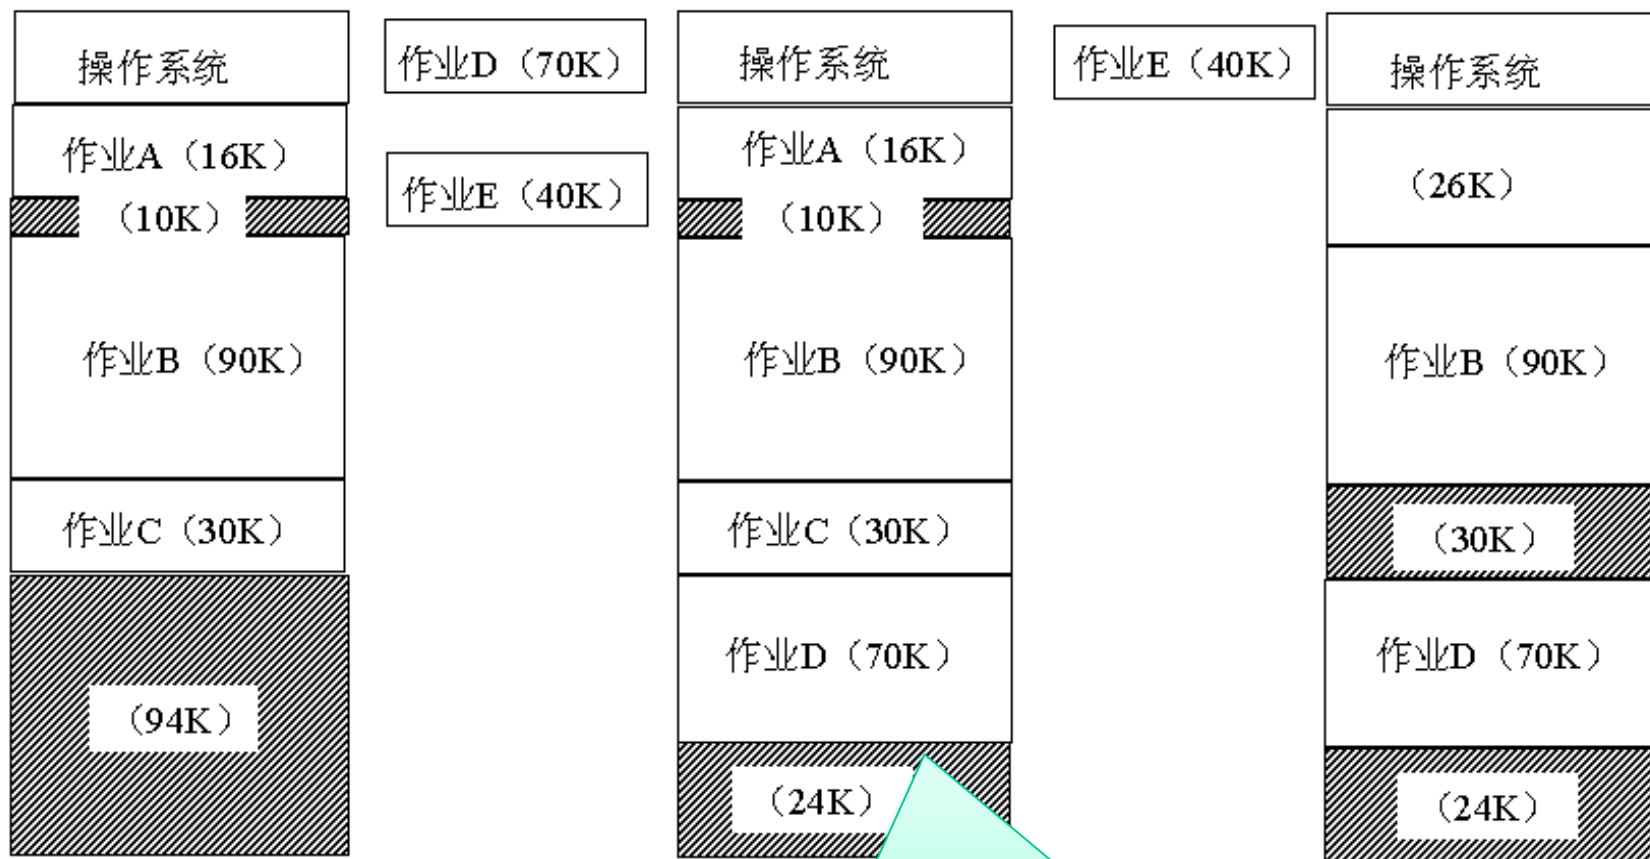 操作系统
作业A（16K）
（10K）
作业B（90K）
作业C（30K）
（94K）
作业D（70K）
作业E（40K）
操作系统
作业A（16K）
（10K）
作业B（90K）
作业C（30K）
作业D（70K）
（24K）
作业E（40K）
操作系统
（26K）
作业B（90K）
（30K）
作业D（70K）
（24K）